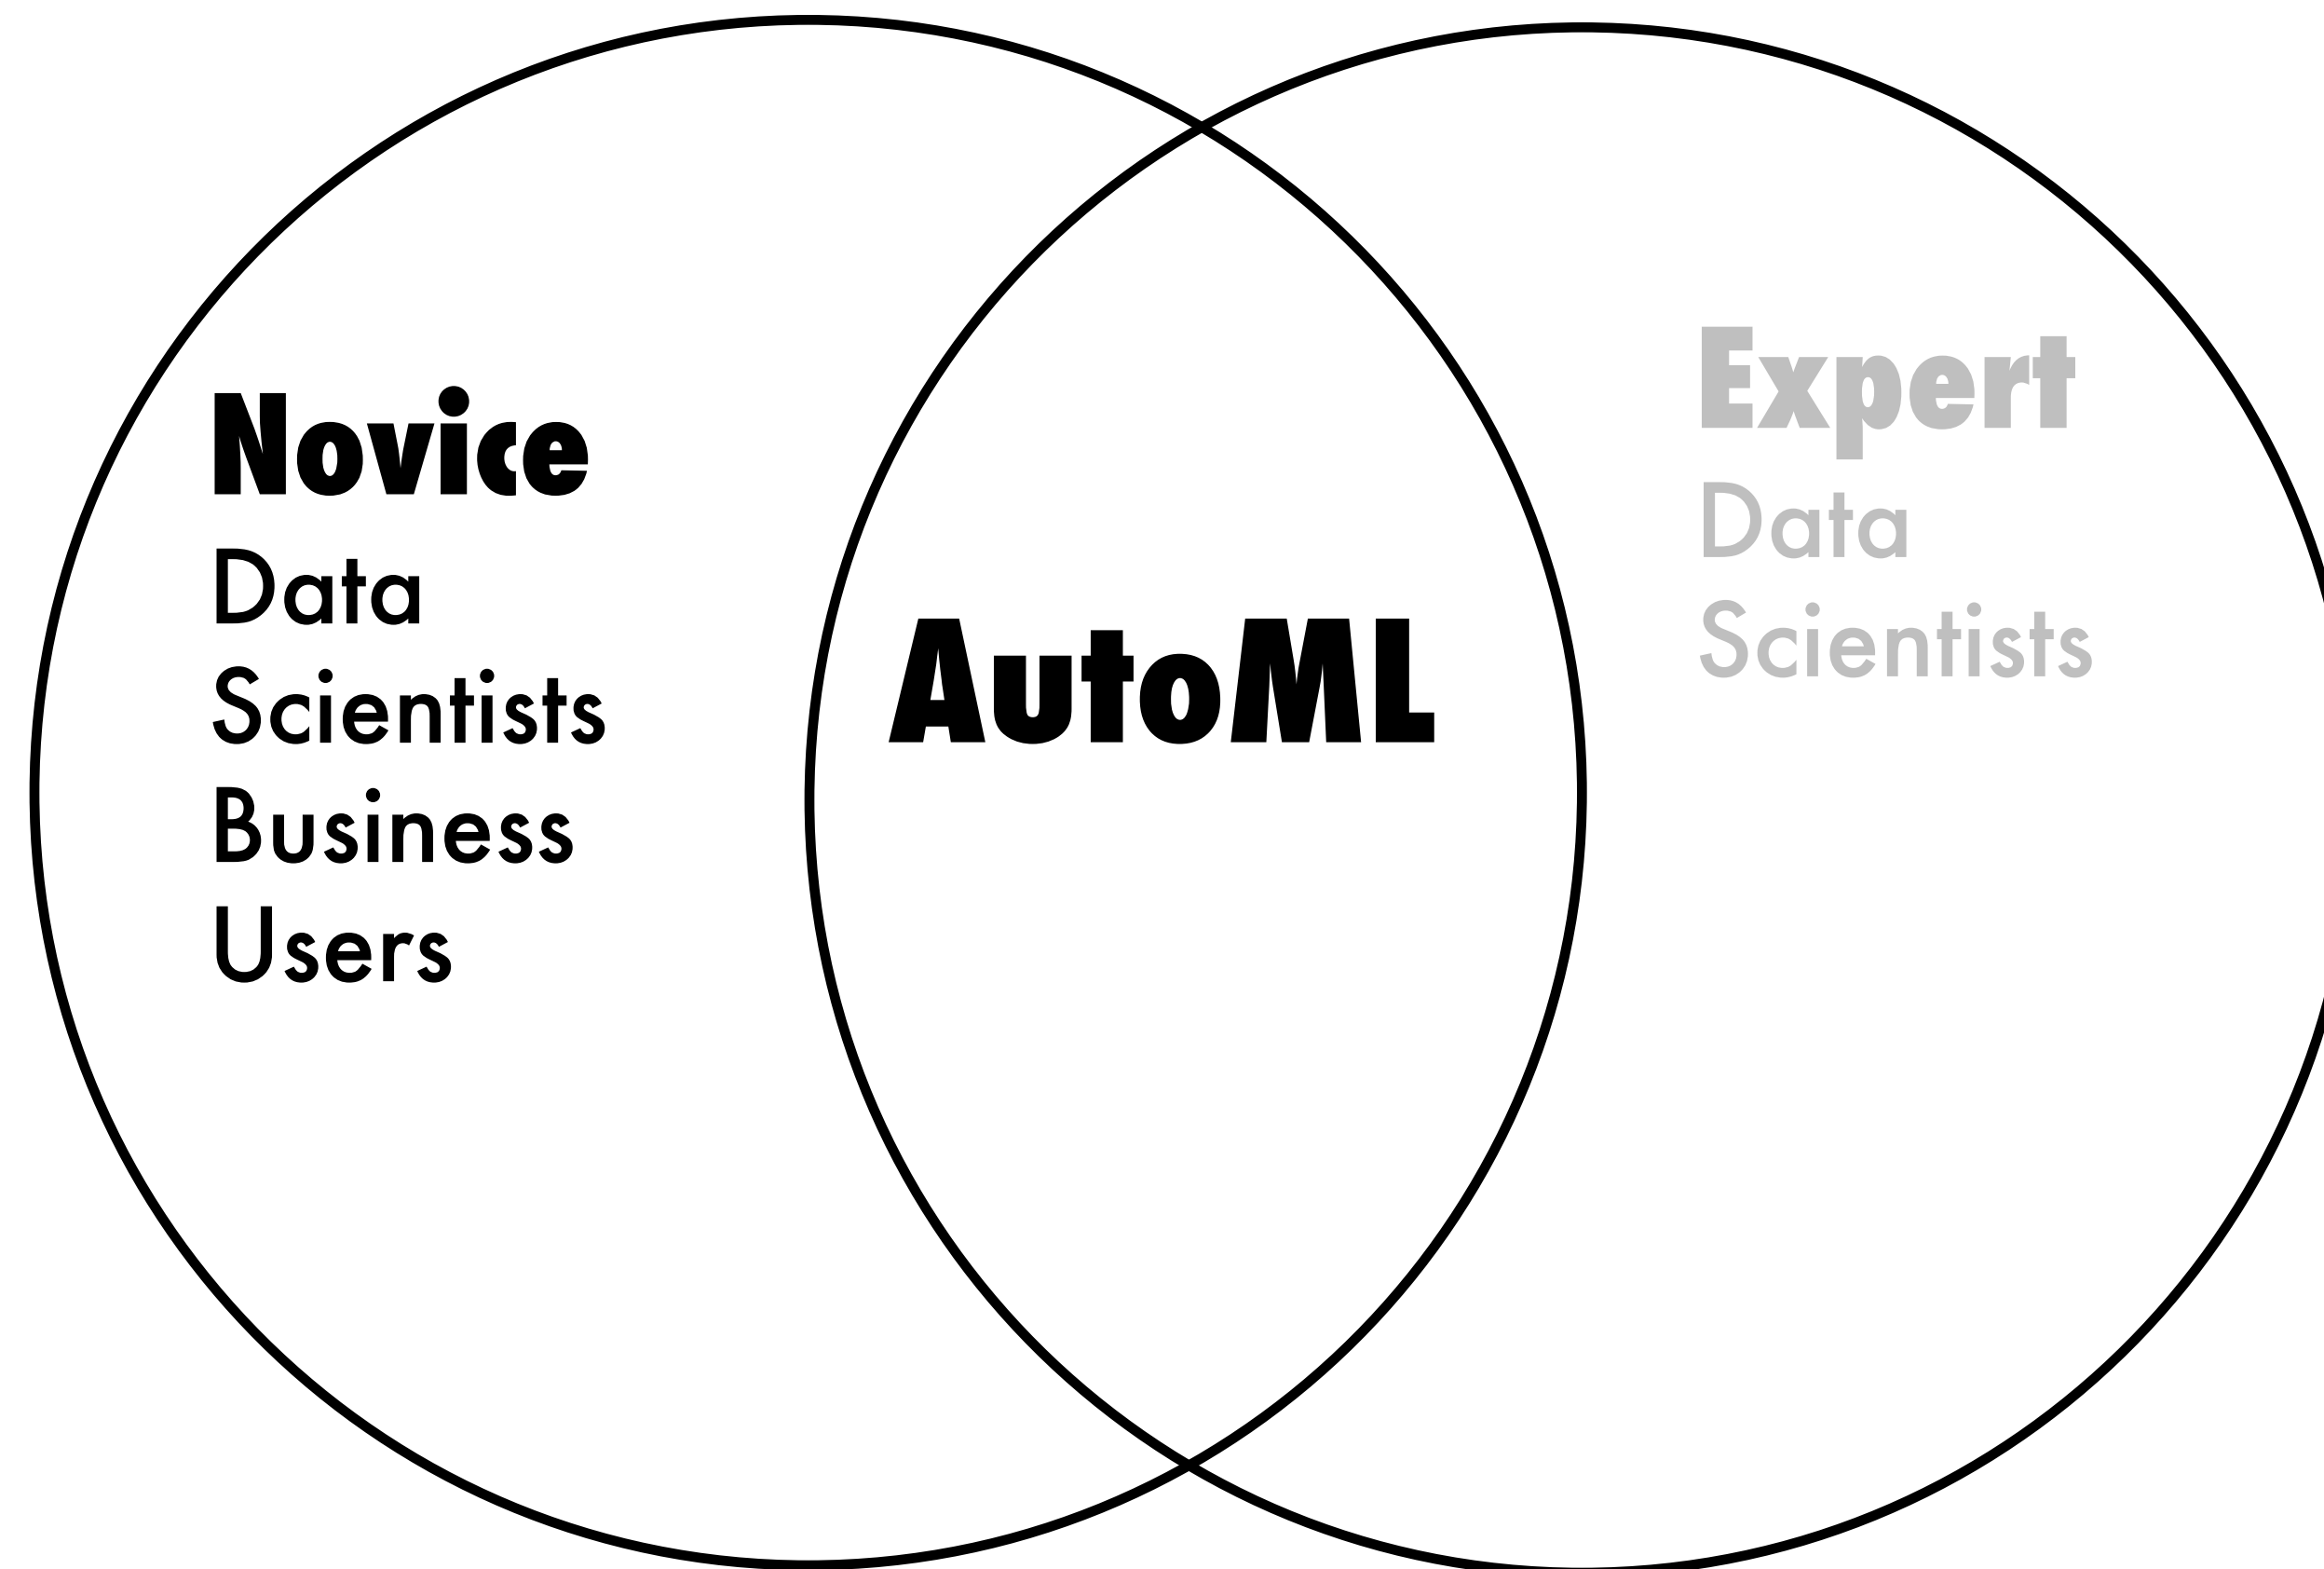 Novice
Data
Scientists
Business
Users
AutoML
Expert
Data
Scientists